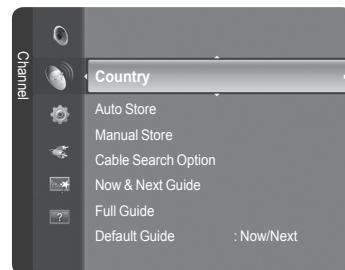 Channel
Country
Auto Store
Manual Store
Cable Search Option
Now & Next Guide
Full Guide
Default Guide : Now/Next
?